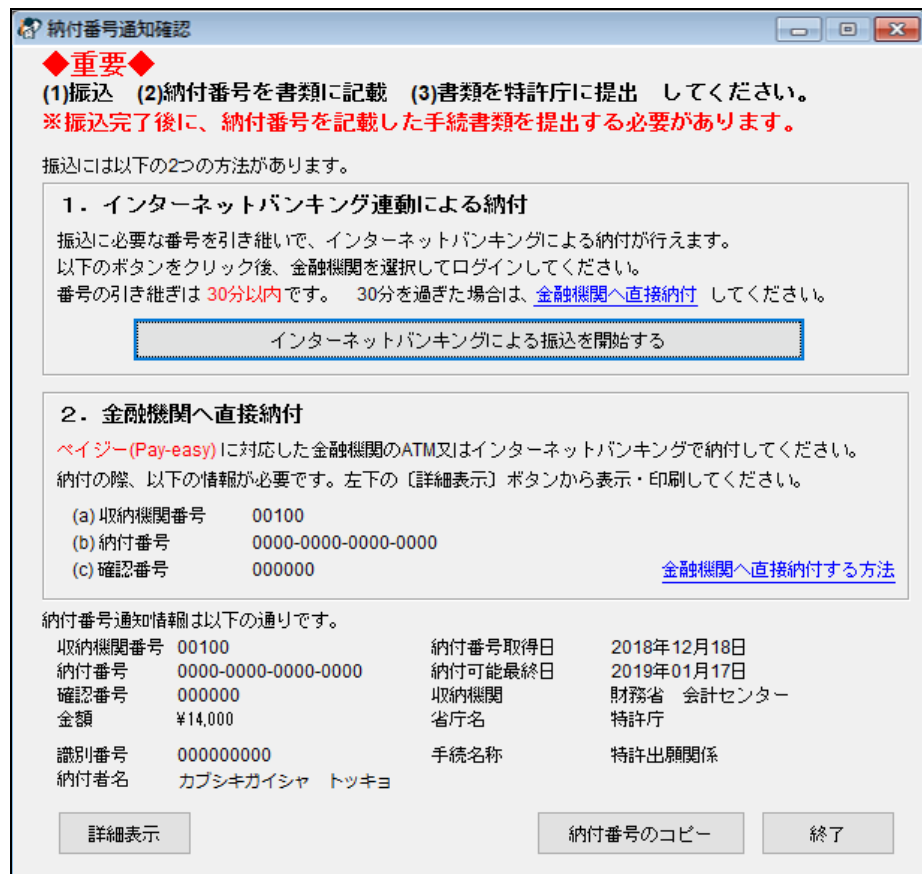 納付番号通知確認
◆重要◆
(1)振込　(2)納付番号を書類に記載　(3)書類を特許庁に提出　してください。
※振込完了後に、納付番号を記載した手続書類を提出する必要があります。
振込には以下の2つの方法があります。
１．インターネットバンキング連動による納付
振込に必要な番号を引き継いで、インターネットバンキングによる納付が行えます。
以下のボタンをクリック後、金融機関を選択してログインしてください。
番号の引き継ぎは 30分以内です。　30分を過ぎた場合は、金融機関へ直接納付 してください。
インターネットバンキングによる振込を開始する
２．金融機関へ直接納付
ペイジー(Pay-easy)に対応した金融機関のATM又はインターネットバンキングで納付してください。
納付の際、以下の情報が必要です。左下の〔詳細表示〕ボタンから表示・印刷してください。
(a) 収納機関番号　00100
(b) 納付番号　0000-0000-0000-0000
(c) 確認番号　000000　金融機関へ直接納付する方法
納付番号通知情報は以下の通りです。
収納機関番号　00100　納付番号取得日　2018年12月18日
納付番号　0000-0000-0000-0000　納付可能最終日　2019年01月17日
確認番号　000000　収納機関　財務省　会計センター
金額　¥14,000　省庁名　特許庁
識別番号　000000000　手続名称　特許出願関係
納付者名　カブシキガイシャ　トッキョ
詳細表示　納付番号のコピー　終了